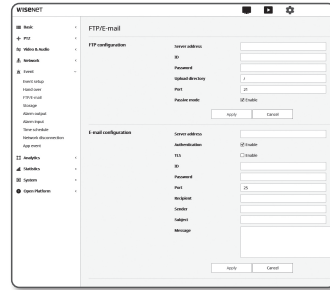 WISENET
Basic
PTZ
Video & Audio
Network
Event
Event setup
Hand over
FTP/E-mail
Storage
Alarm output
Alarm input
Time schedule
Network disconnection
App event
Analytics
Statistics
System
Open Platform
FTP/E-mail
FTP configuration
Server address
ID
Password
Upload directory /
Port 21
Passive mode Enable
Apply Cancel
E-mail configuration
Server address
Authentication Enable
TLS Enable
ID
Password
Port 25
Recipient
Sender
Subject
Message
Apply Cancel